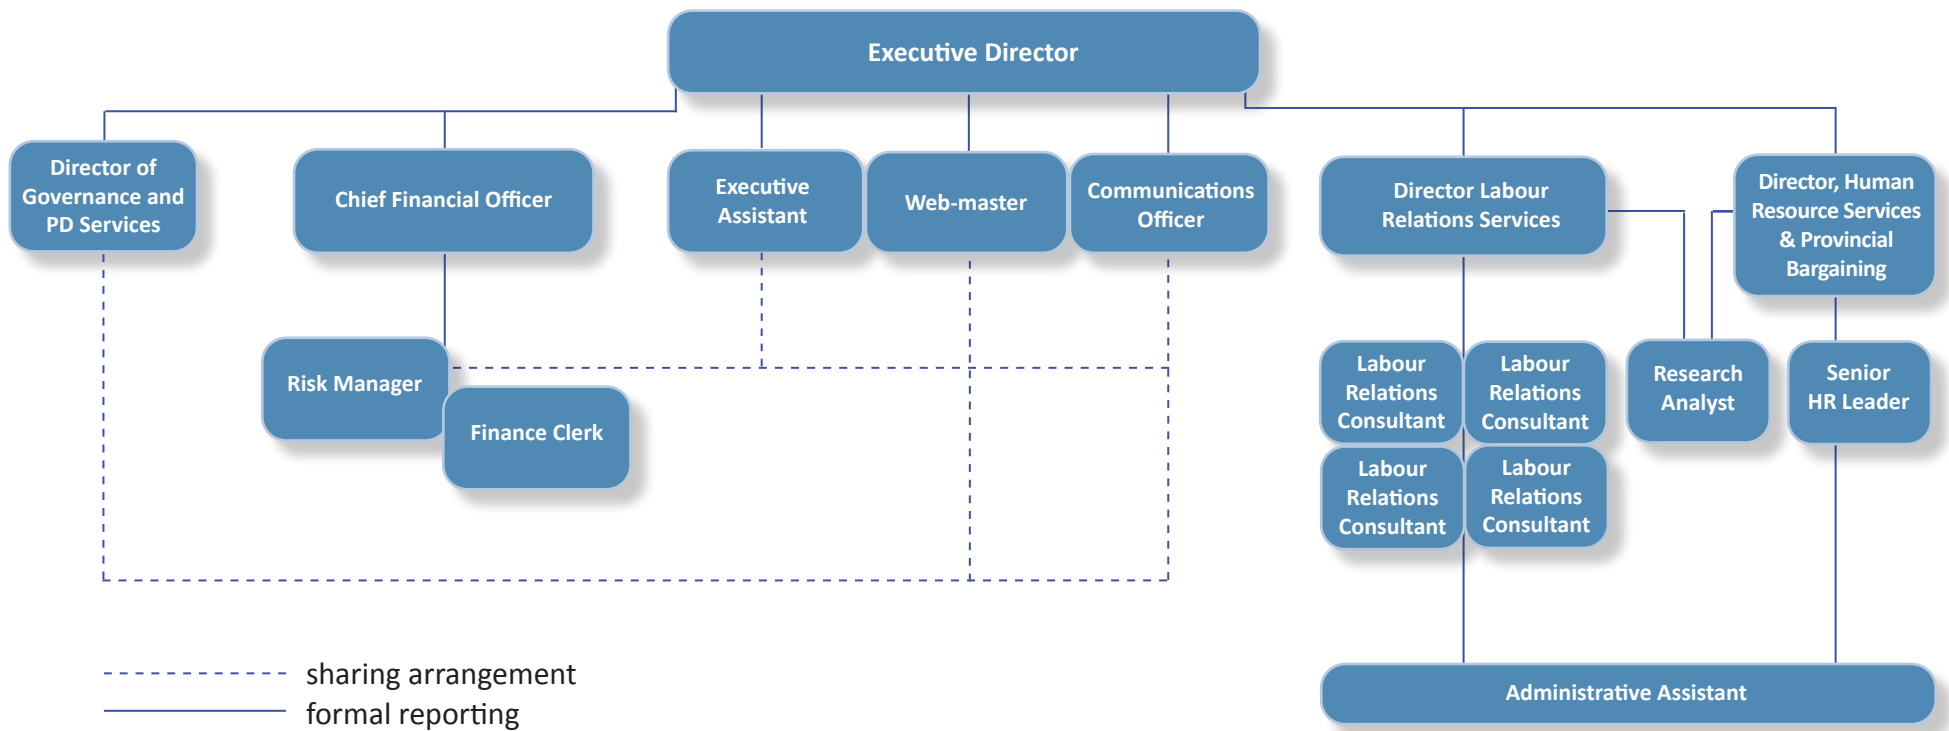 Executive Director
Director of
Governance and
PD Services
Chief Financial Officer
Executive
Assistant
Web-master
Communications
Officer
Director Labour
Relations Services
Director, Human
Resource Services
& Provincial
Bargaining
Risk Manager
Finance Clerk
Labour
Relations
Consultant
Labour
Relations
Consultant
Labour
Relations
Consultant
Labour
Relations
Consultant
Research
Analyst
Senior
HR Leader
Administrative Assistant
sharing arrangement
formal reporting